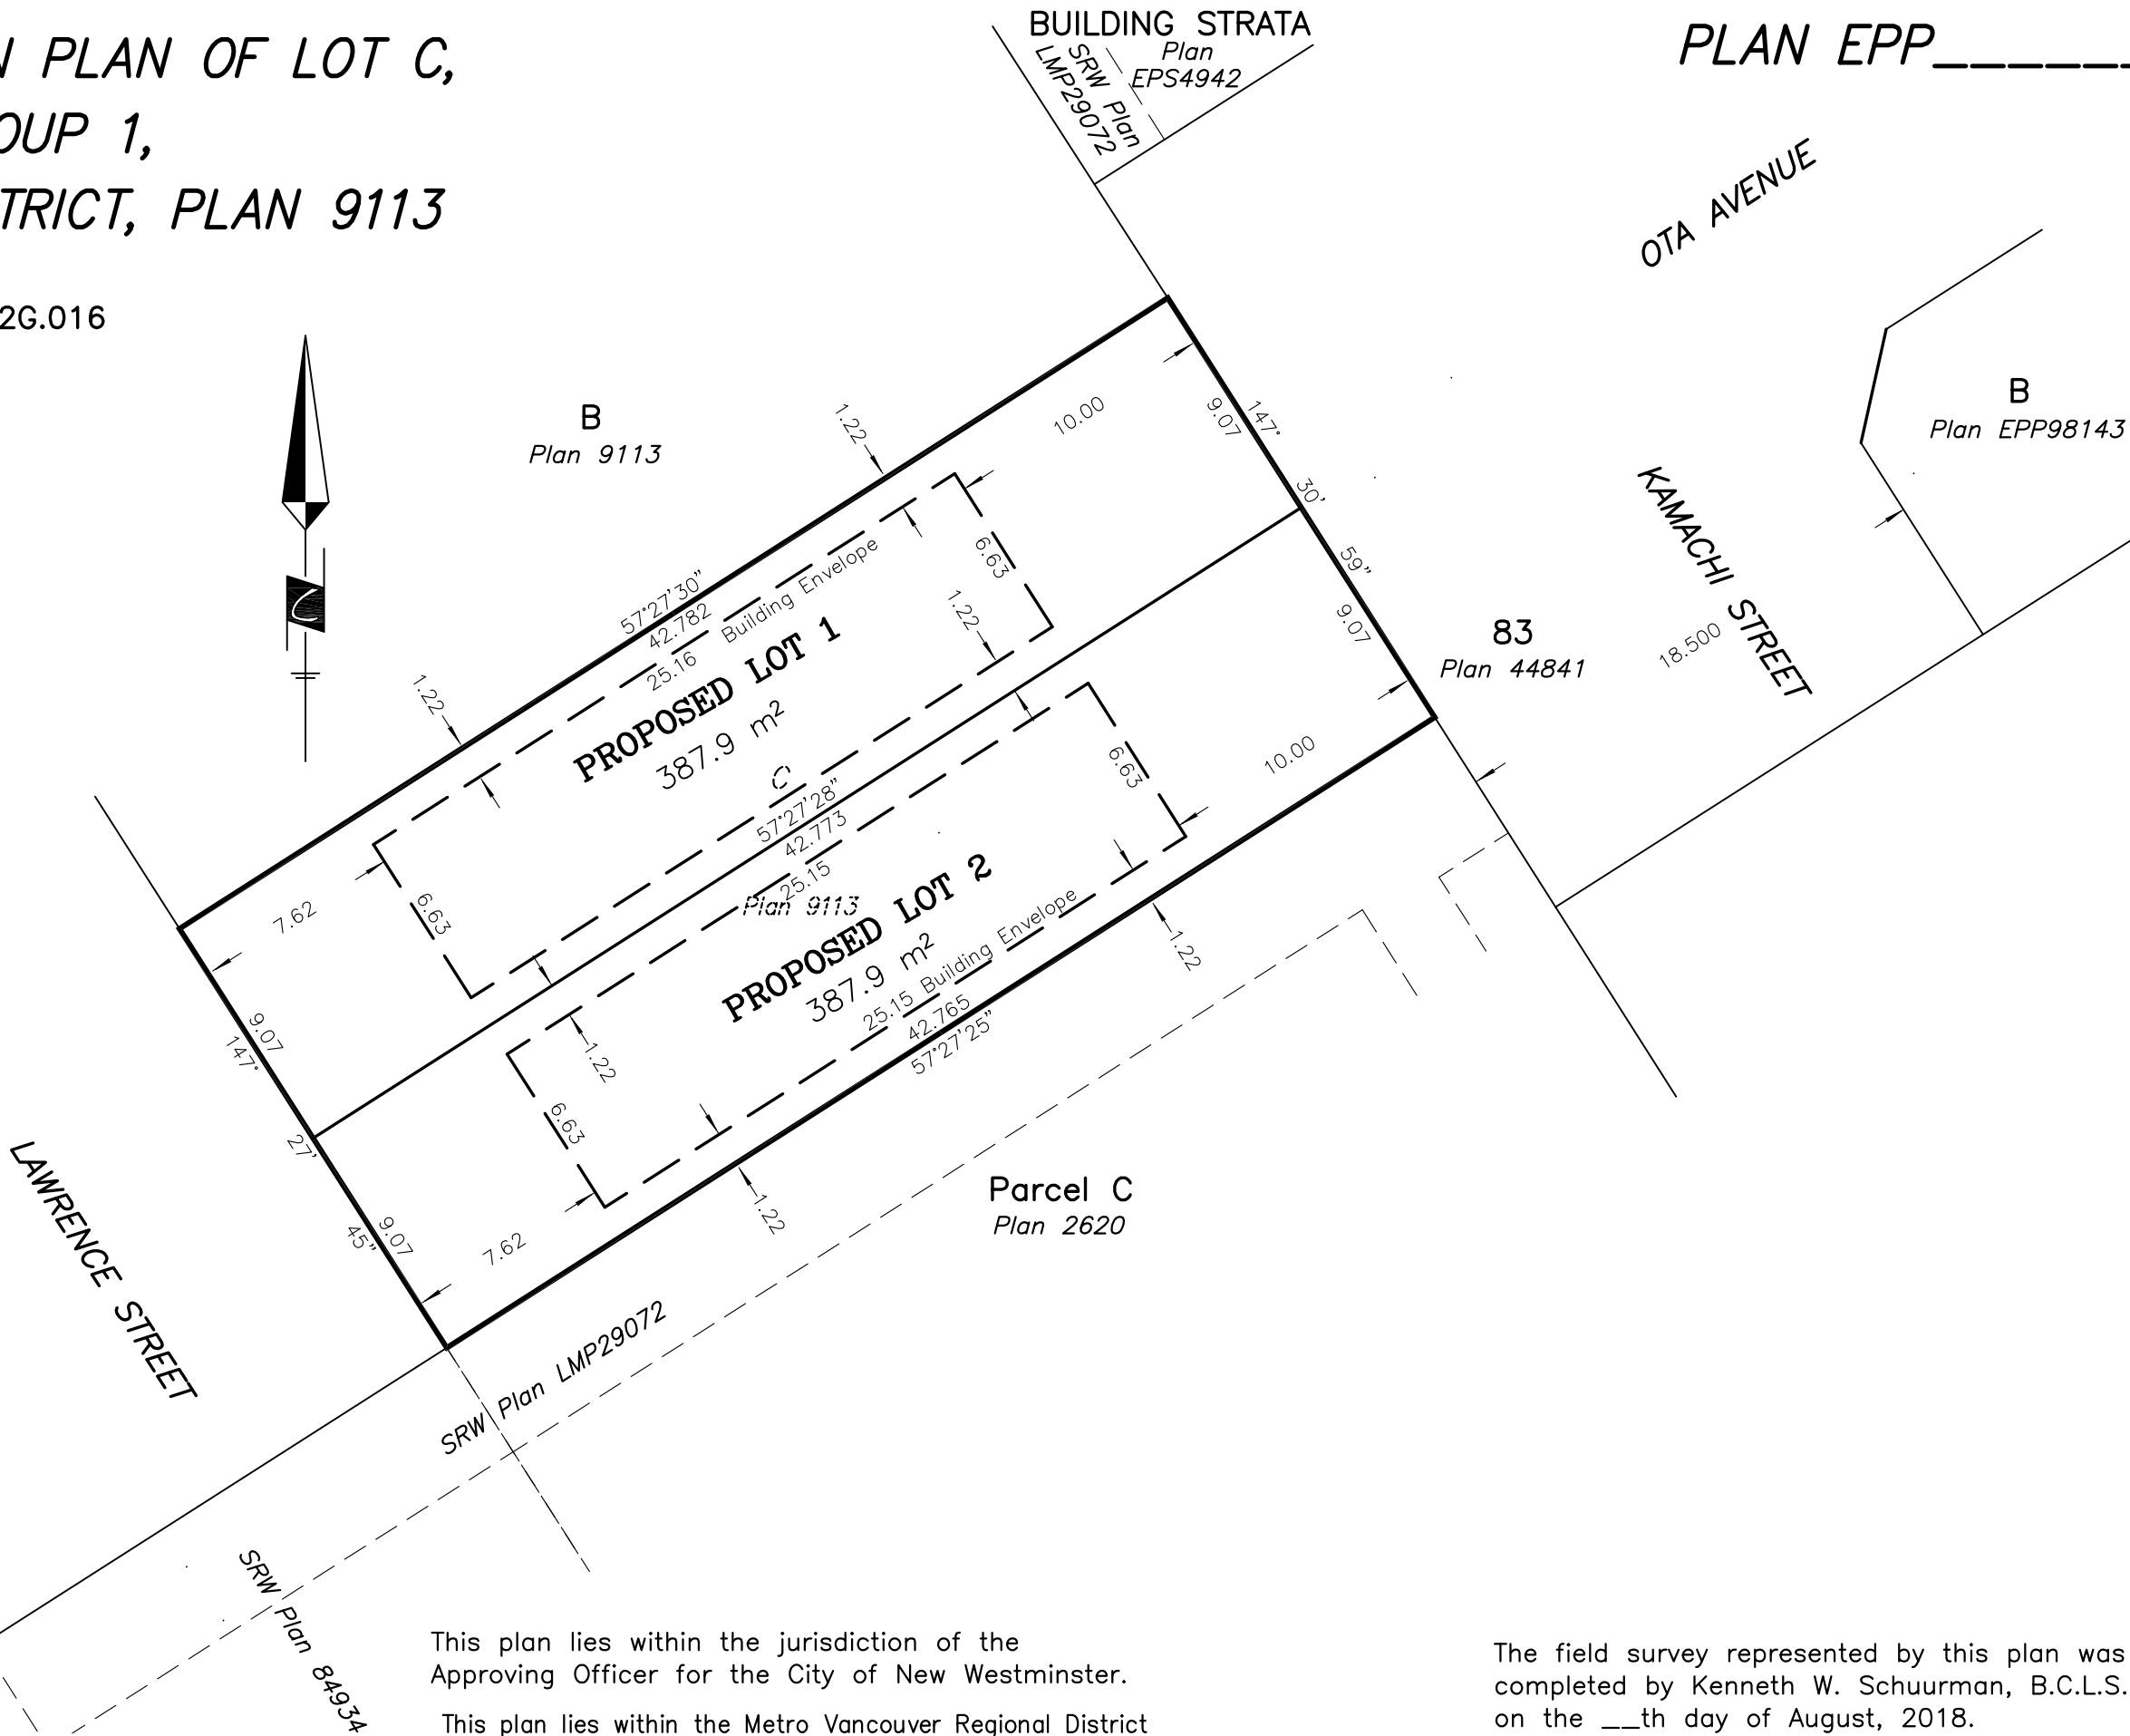 N PLAN OF LOT C,
OUP 1,
TRICT, PLAN 9113
2G.016
BUILDING STRATA
Plan
EPS4942
SRW Plan
LMP29072
PLAN EPP______
OTA AVENUE
B
Plan EPP98143
KAMACHI STREET
18.500
83
Plan 44841
B
Plan 9113
1.22
10.00
9.07
147°
30'
59"
9.07
6.63
57°27'30"
42.782
25.16
Building Envelope
1.22
1.22
PROPOSED LOT 1
387.9 m²
C
57°27'28"
42.773
25.15
Plan 9113
6.63
10.00
7.62
6.63
PROPOSED LOT 2
387.9 m²
25.15 Building Envelope
42.765
57°27'25"
1.22
9.07
147°
27'
45"
9.07
1.22
6.63
7.62
1.22
LAWRENCE STREET
Parcel C
Plan 2620
SRW Plan LMP29072
SRW Plan 84934
This plan lies within the jurisdiction of the
Approving Officer for the City of New Westminster.
This plan lies within the Metro Vancouver Regional District
The field survey represented by this plan was
completed by Kenneth W. Schuurman, B.C.L.S.
on the __th day of August, 2018.